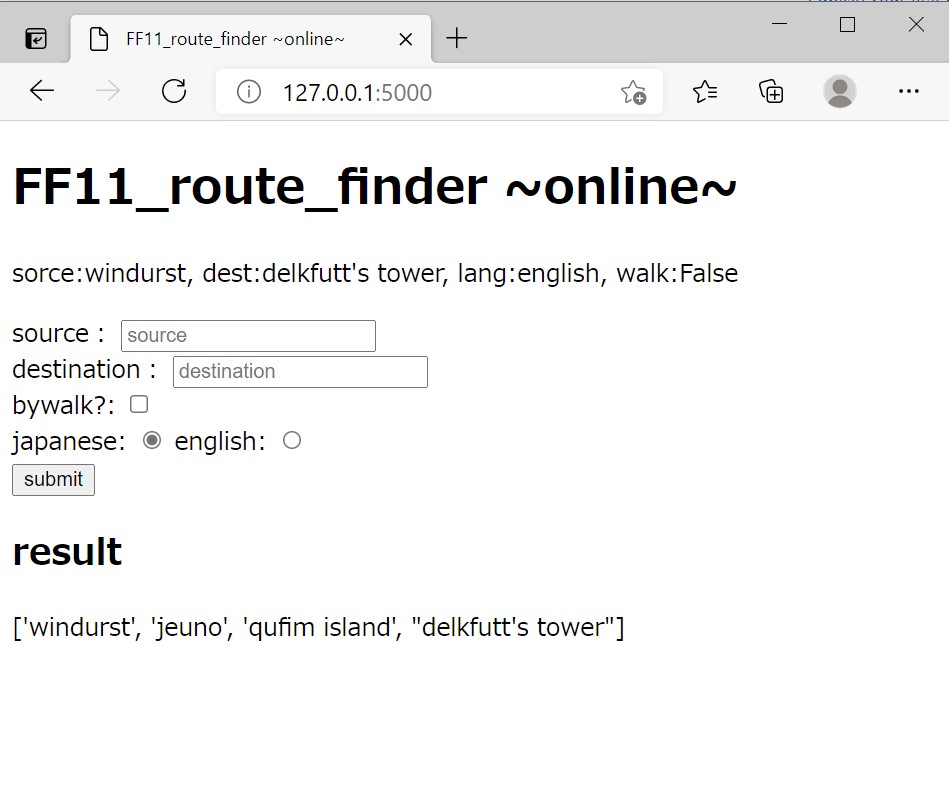 FF11_route_finder ~online~
127.0.0.1:5000
FF11_route_finder ~online~
sorce:windurst, dest:delkfutt's tower, lang:english, walk:False
source : source
destination : destination
bywalk?:
japanese: english:
submit
result
['windurst', 'jeuno', 'qufim island', "delkfutt's tower"]